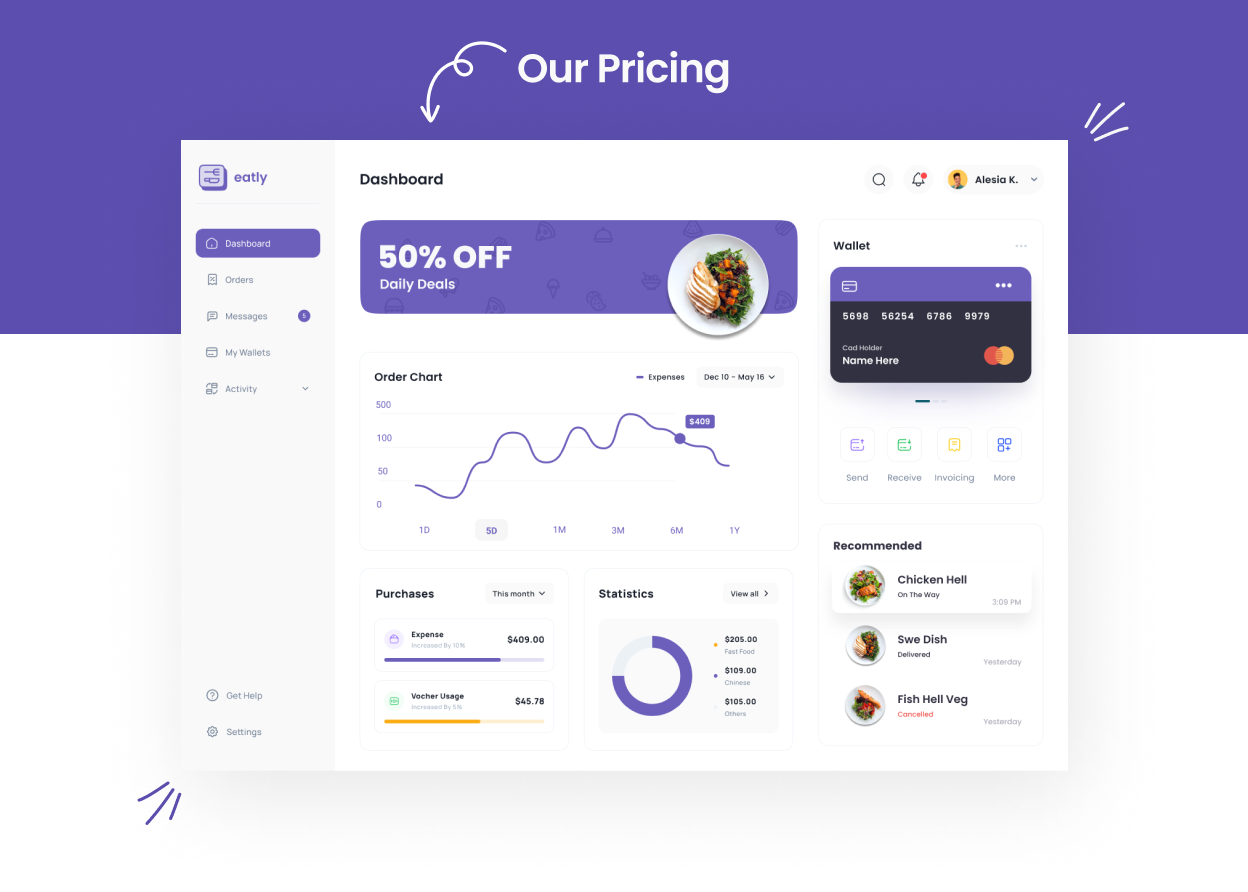 Our Pricing
eatly
Dashboard
Orders
Messages
5
My Wallets
Activity
Get Help
Settings
Dashboard
Alesia K.
50% OFF
Daily Deals
Order Chart
Expenses
Dec 10 - May 16
500
100
50
0
$409
1D
5D
1M
3M
6M
1Y
Purchases
This month
Expense
Increased By 10%
$409.00
Vocher Usage
Increased By 5%
$45.78
Statistics
View all
$205.00
Fast Food
$109.00
Chinese
$105.00
Others
Wallet
5698 56254 6786 9979
Cad Holder
Name Here
Send
Receive
Invoicing
More
Recommended
Chicken Hell
On The Way
3:09 PM
Swe Dish
Delivered
Yesterday
Fish Hell Veg
Cancelled
Yesterday